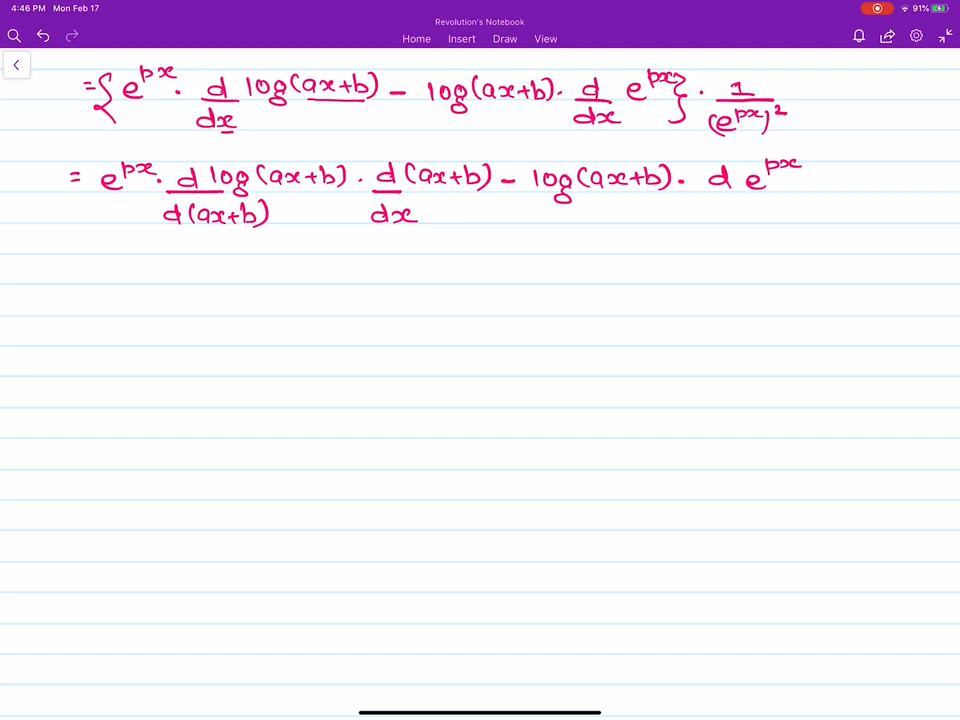 4:46 PM Mon Feb 17
91%
Revolution's Notebook
Home Insert Draw View
= { e^{px} · d/dx log(ax+b) - log(ax+b) · d/dx e^{px} } · 1/(e^{px})^2
= e^{px} · d log(ax+b)/d(ax+b) · d(ax+b)/dx - log(ax+b) · d e^{px}